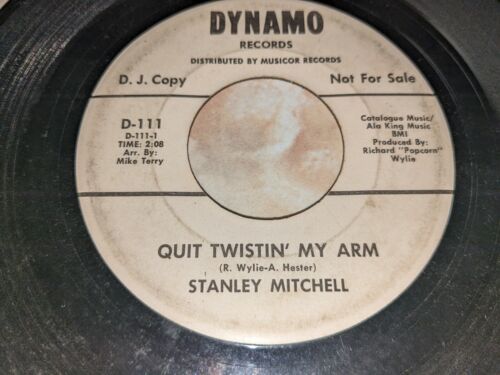 DYNAMO
RECORDS
DISTRIBUTED BY MUSICOR RECORDS
D. J. Copy
Not For Sale
D-111
D-111-1
TIME: 2:08
Arr. By:
Mike Terry
Catalogue Music/
Ala King Music
BMI
Produced By:
Richard "Popcorn"
Wylie
QUIT TWISTIN' MY ARM
(R. Wylie-A. Hester)
STANLEY MITCHELL